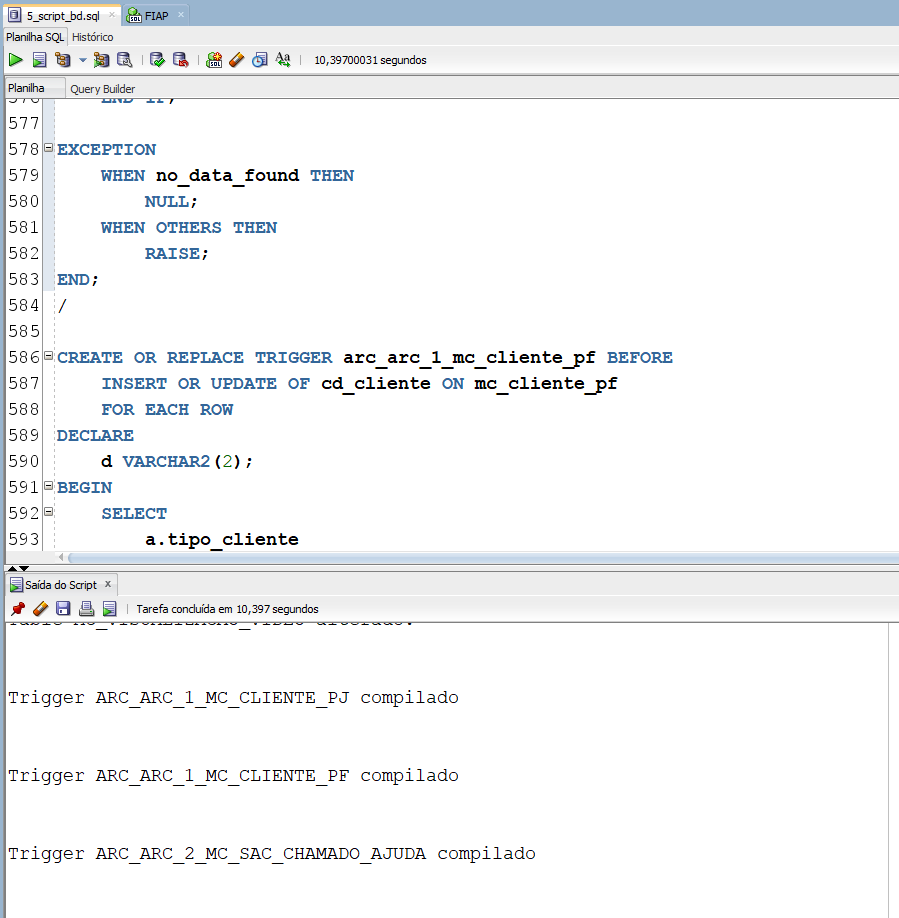 5_script_bd.sql
FIAP
Planilha SQL Histórico
10,39700031 segundos
Planilha Query Builder
577
578 EXCEPTION
579 WHEN no_data_found THEN
580 NULL;
581 WHEN OTHERS THEN
582 RAISE;
583 END;
584 /
585
586 CREATE OR REPLACE TRIGGER arc_arc_1_mc_cliente_pf BEFORE
587 INSERT OR UPDATE OF cd_cliente ON mc_cliente_pf
588 FOR EACH ROW
589 DECLARE
590 d VARCHAR2(2);
591 BEGIN
592 SELECT
593 a.tipo_cliente
Saída do Script x
Tarefa concluída em 10,397 segundos
Trigger ARC_ARC_1_MC_CLIENTE_PJ compilado
Trigger ARC_ARC_1_MC_CLIENTE_PF compilado
Trigger ARC_ARC_2_MC_SAC_CHAMADO_AJUDA compilado